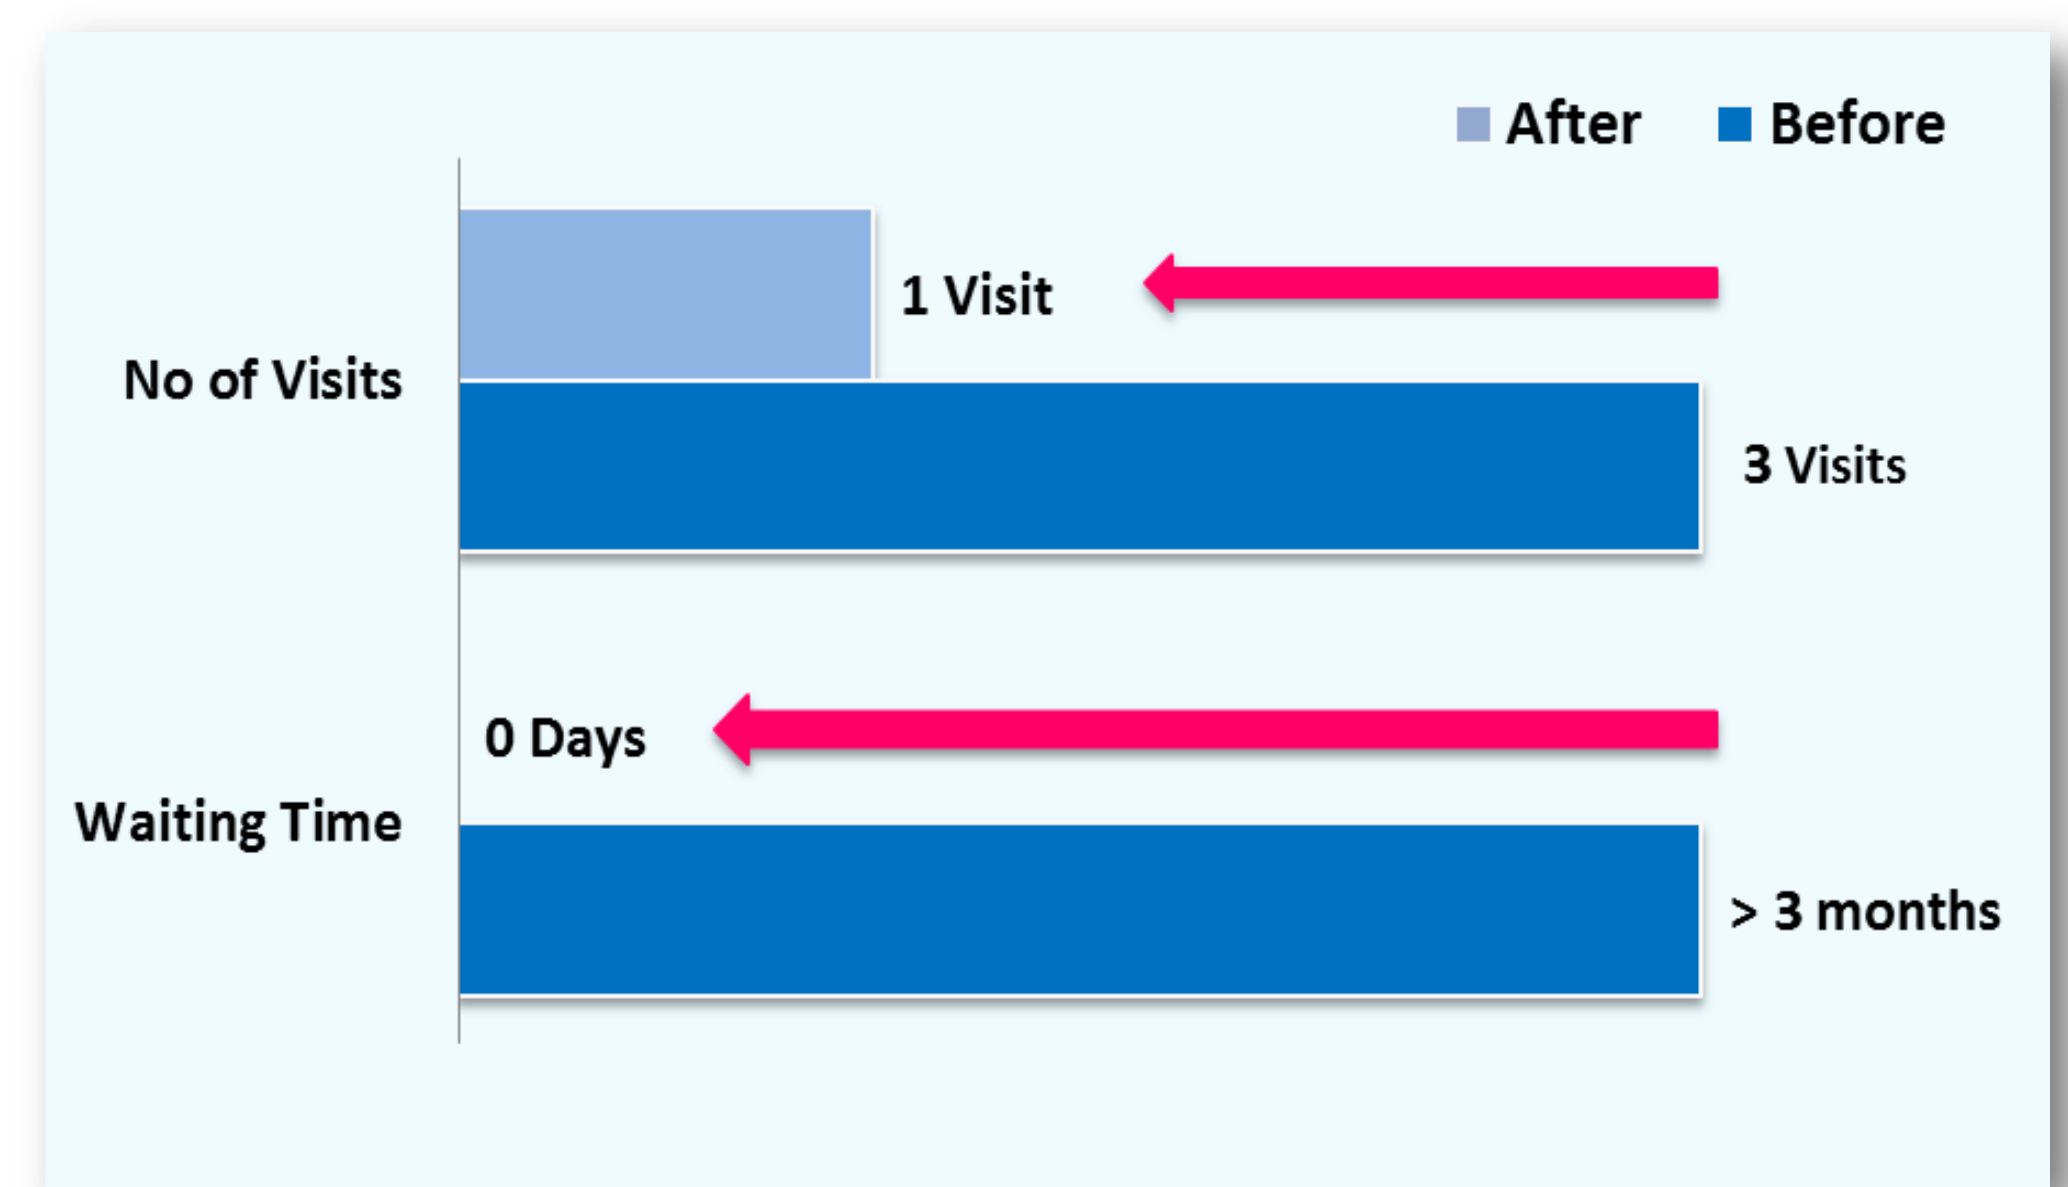 After Before
1 Visit
No of Visits
3 Visits
0 Days
Waiting Time
> 3 months